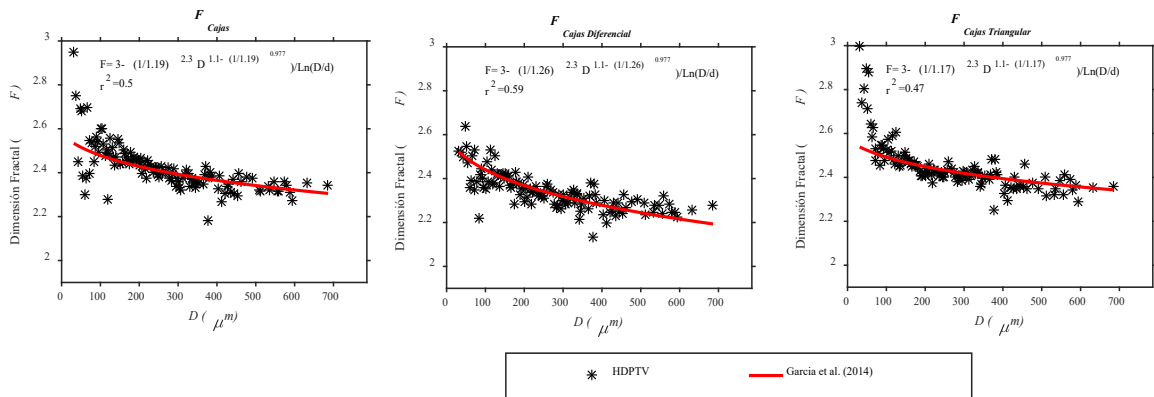 F Cajas
F= 3- (1/1.19) 2.3 D 1.1- (1/1.19) 0.977 )/Ln(D/d)
r 2 =0.5
Dimensión Fractal ( F )
3
2.8
2.6
2.4
2.2
2
0 100 200 300 400 500 600 700
D ( μm)
F Cajas Diferencial
F= 3- (1/1.26) 2.3 D 1.1- (1/1.26) 0.977 )/Ln(D/d)
r 2 =0.59
Dimensión Fractal ( F )
3
2.8
2.6
2.4
2.2
2
0 100 200 300 400 500 600 700
D ( μm)
F Cajas Triangular
F= 3- (1/1.17) 2.3 D 1.1- (1/1.17) 0.977 )/Ln(D/d)
r 2 =0.47
Dimensión Fractal ( F )
3
2.8
2.6
2.4
2.2
2
0 100 200 300 400 500 600 700
D ( μm)
HDPTV
Garcia et al. (2014)